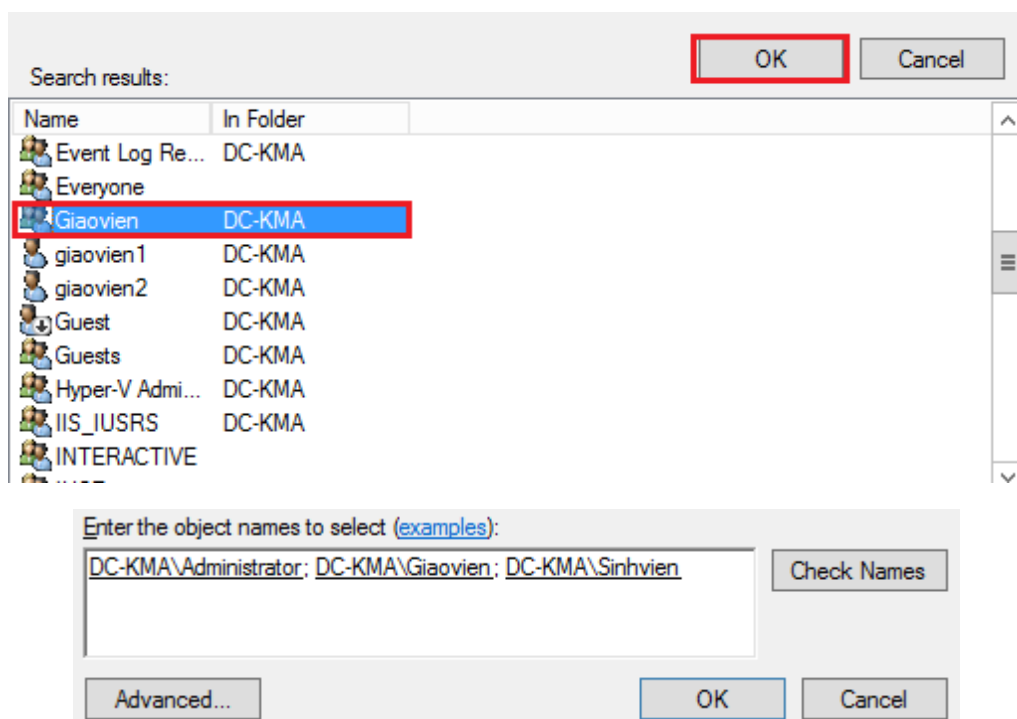 OK Cancel
Search results:
Name In Folder
Event Log Re... DC-KMA
Everyone
Giaovien DC-KMA
giaovien1 DC-KMA
giaovien2 DC-KMA
Guest DC-KMA
Guests DC-KMA
Hyper-V Admi... DC-KMA
IIS_IUSRS DC-KMA
INTERACTIVE
Enter the object names to select (examples):
DC-KMA\Administrator; DC-KMA\Giaovien; DC-KMA\Sinhvien
Check Names
Advanced... OK Cancel